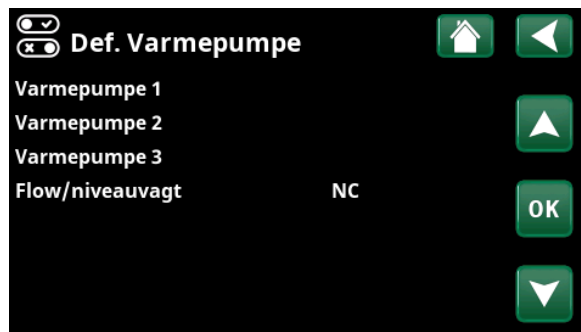 Def. Varmepumpe
Varmepumpe 1
Varmepumpe 2
Varmepumpe 3
Flow/niveauvagt NC
OK